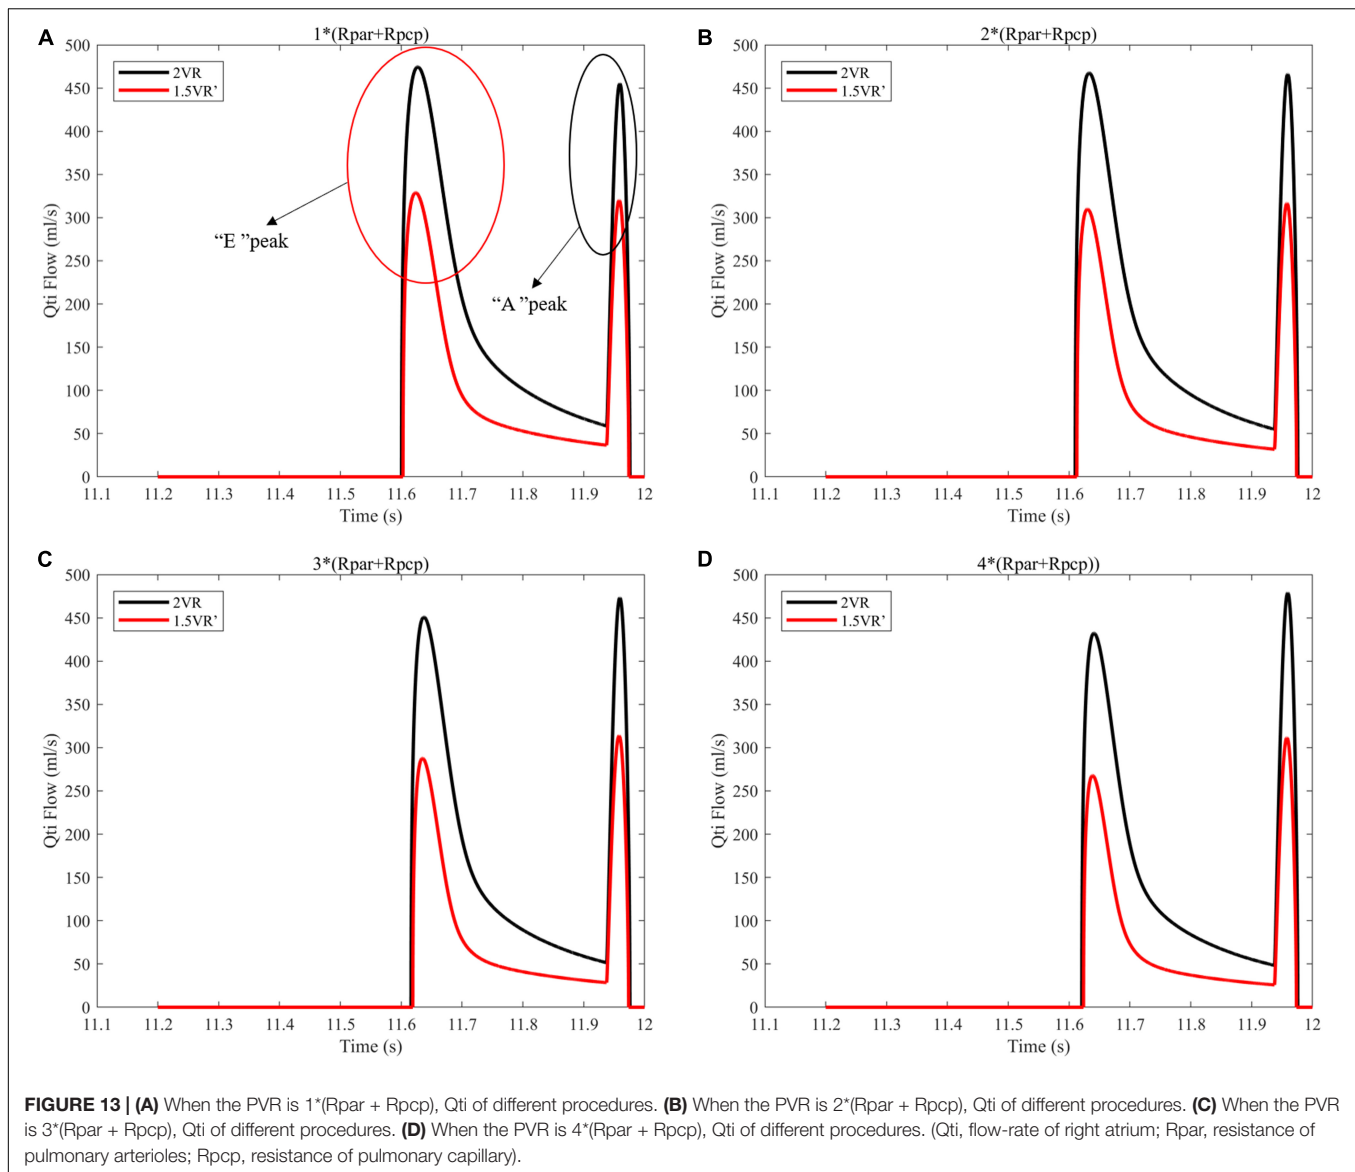 A
1*(Rpar+Rpcp)
500
450
400
350
300
250
200
150
100
50
0
Qti Flow (ml/s)
2VR
1.5VR'
“E ”peak
“A ”peak
11.1 11.2 11.3 11.4 11.5 11.6 11.7 11.8 11.9 12
Time (s)
B
2*(Rpar+Rpcp)
500
450
400
350
300
250
200
150
100
50
0
Qti Flow (ml/s)
2VR
1.5VR'
11.1 11.2 11.3 11.4 11.5 11.6 11.7 11.8 11.9 12
Time (s)
C
3*(Rpar+Rpcp)
500
450
400
350
300
250
200
150
100
50
0
Qti Flow (ml/s)
2VR
1.5VR'
11.1 11.2 11.3 11.4 11.5 11.6 11.7 11.8 11.9 12
Time (s)
D
4*(Rpar+Rpcp))
500
450
400
350
300
250
200
150
100
50
0
Qti Flow (ml/s)
2VR
1.5VR'
11.1 11.2 11.3 11.4 11.5 11.6 11.7 11.8 11.9 12
Time (s)
FIGURE 13 | (A) When the PVR is 1*(Rpar + Rpcp), Qti of different procedures. (B) When the PVR is 2*(Rpar + Rpcp), Qti of different procedures. (C) When the PVR
is 3*(Rpar + Rpcp), Qti of different procedures. (D) When the PVR is 4*(Rpar + Rpcp), Qti of different procedures. (Qti, flow-rate of right atrium; Rpar, resistance of
pulmonary arterioles; Rpcp, resistance of pulmonary capillary).